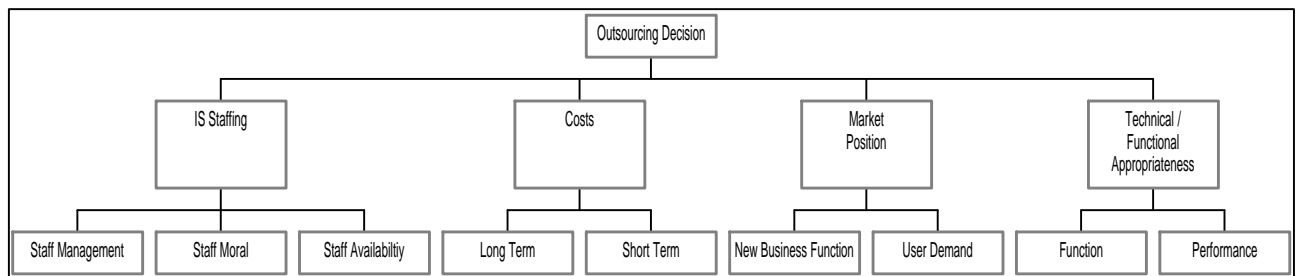 Outsourcing Decision
IS Staffing
Costs
Market
Position
Technical /
Functional
Appropriateness
Staff Management
Staff Moral
Staff Availabiltiy
Long Term
Short Term
New Business Function
User Demand
Function
Performance